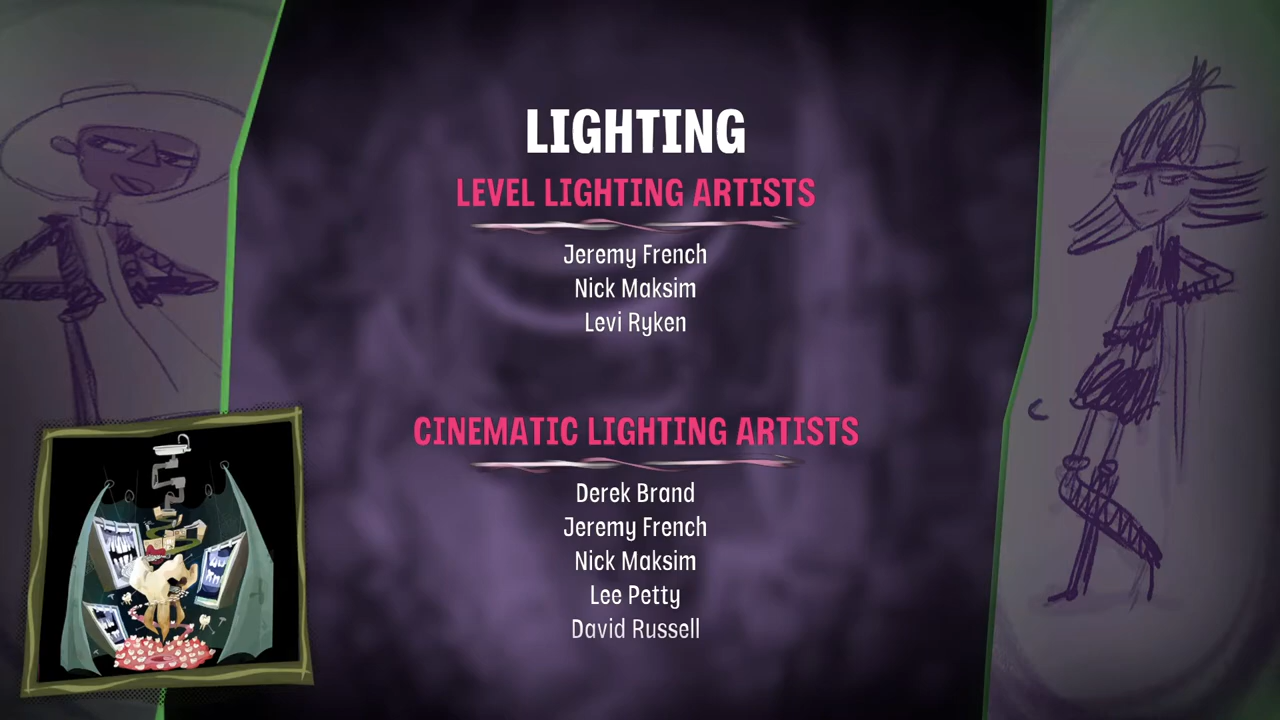 LIGHTING
LEVEL LIGHTING ARTISTS
Jeremy French
Nick Maksim
Levi Ryken
CINEMATIC LIGHTING ARTISTS
Derek Brand
Jeremy French
Nick Maksim
Lee Petty
David Russell